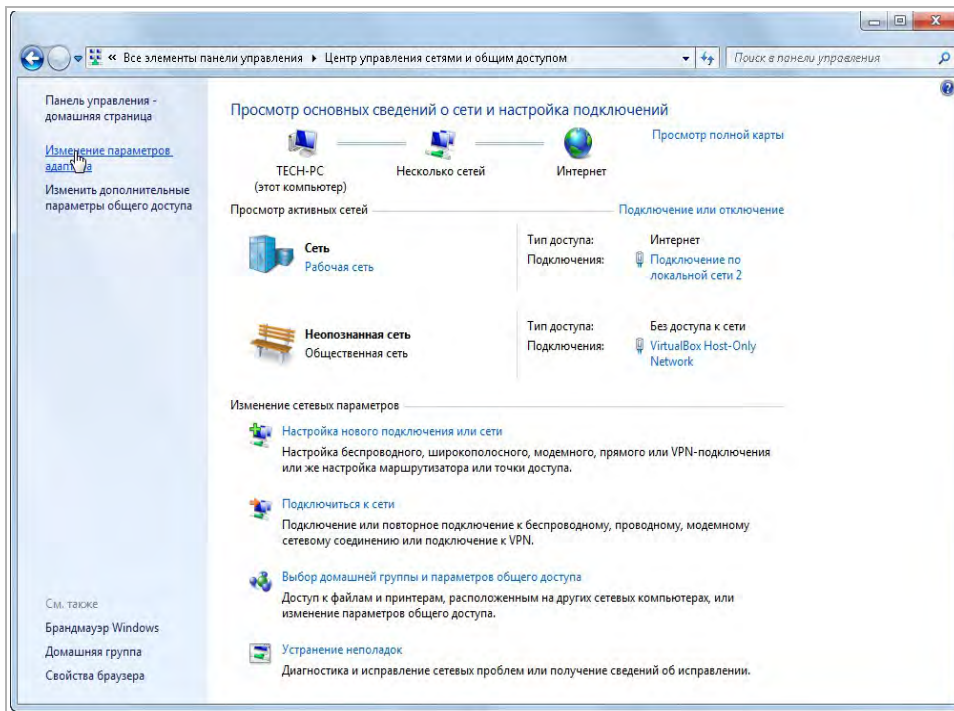 « Все элементы панели управления ▸ Центр управления сетями и общим доступом
Поиск в панели управления
Панель управления -
домашняя страница
Изменение параметров
адаптера
Изменить дополнительные
параметры общего доступа
См. также
Брандмауэр Windows
Домашняя группа
Свойства браузера
Просмотр основных сведений о сети и настройка подключений
Просмотр полной карты
TECH-PC
(этот компьютер)
Несколько сетей
Интернет
Просмотр активных сетей
Подключение или отключение
Сеть
Рабочая сеть
Тип доступа: Интернет
Подключения: Подключение по
локальной сети 2
Неопознанная сеть
Общественная сеть
Тип доступа: Без доступа к сети
Подключения: VirtualBox Host-Only
Network
Изменение сетевых параметров
Настройка нового подключения или сети
Настройка беспроводного, широкополосного, модемного, прямого или VPN-подключения
или же настройка маршрутизатора или точки доступа.
Подключиться к сети
Подключение или повторное подключение к беспроводному, проводному, модемному
сетевому соединению или подключение к VPN.
Выбор домашней группы и параметров общего доступа
Доступ к файлам и принтерам, расположенным на других сетевых компьютерах, или
изменение параметров общего доступа.
Устранение неполадок
Диагностика и исправление сетевых проблем или получение сведений об исправлении.